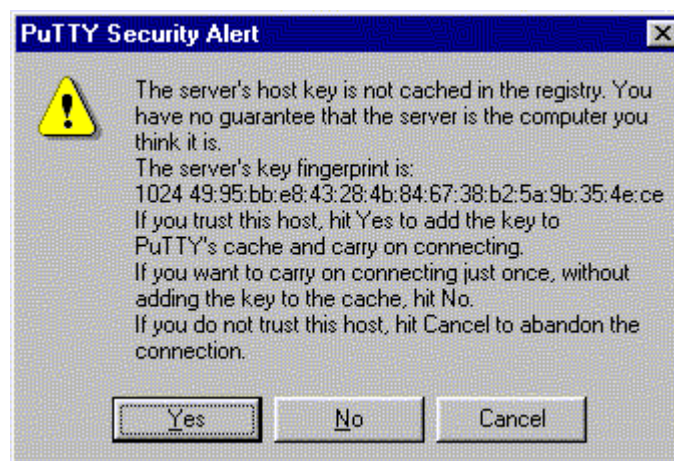 PuTTY Security Alert
The server's host key is not cached in the registry. You
have no guarantee that the server is the computer you
think it is.
The server's key fingerprint is:
1024 49:95:bb:e8:43:28:4b:84:67:38:b2:5a:9b:35:4e:ce
If you trust this host, hit Yes to add the key to
PuTTY's cache and carry on connecting.
If you want to carry on connecting just once, without
adding the key to the cache, hit No.
If you do not trust this host, hit Cancel to abandon the
connection.
Yes No Cancel